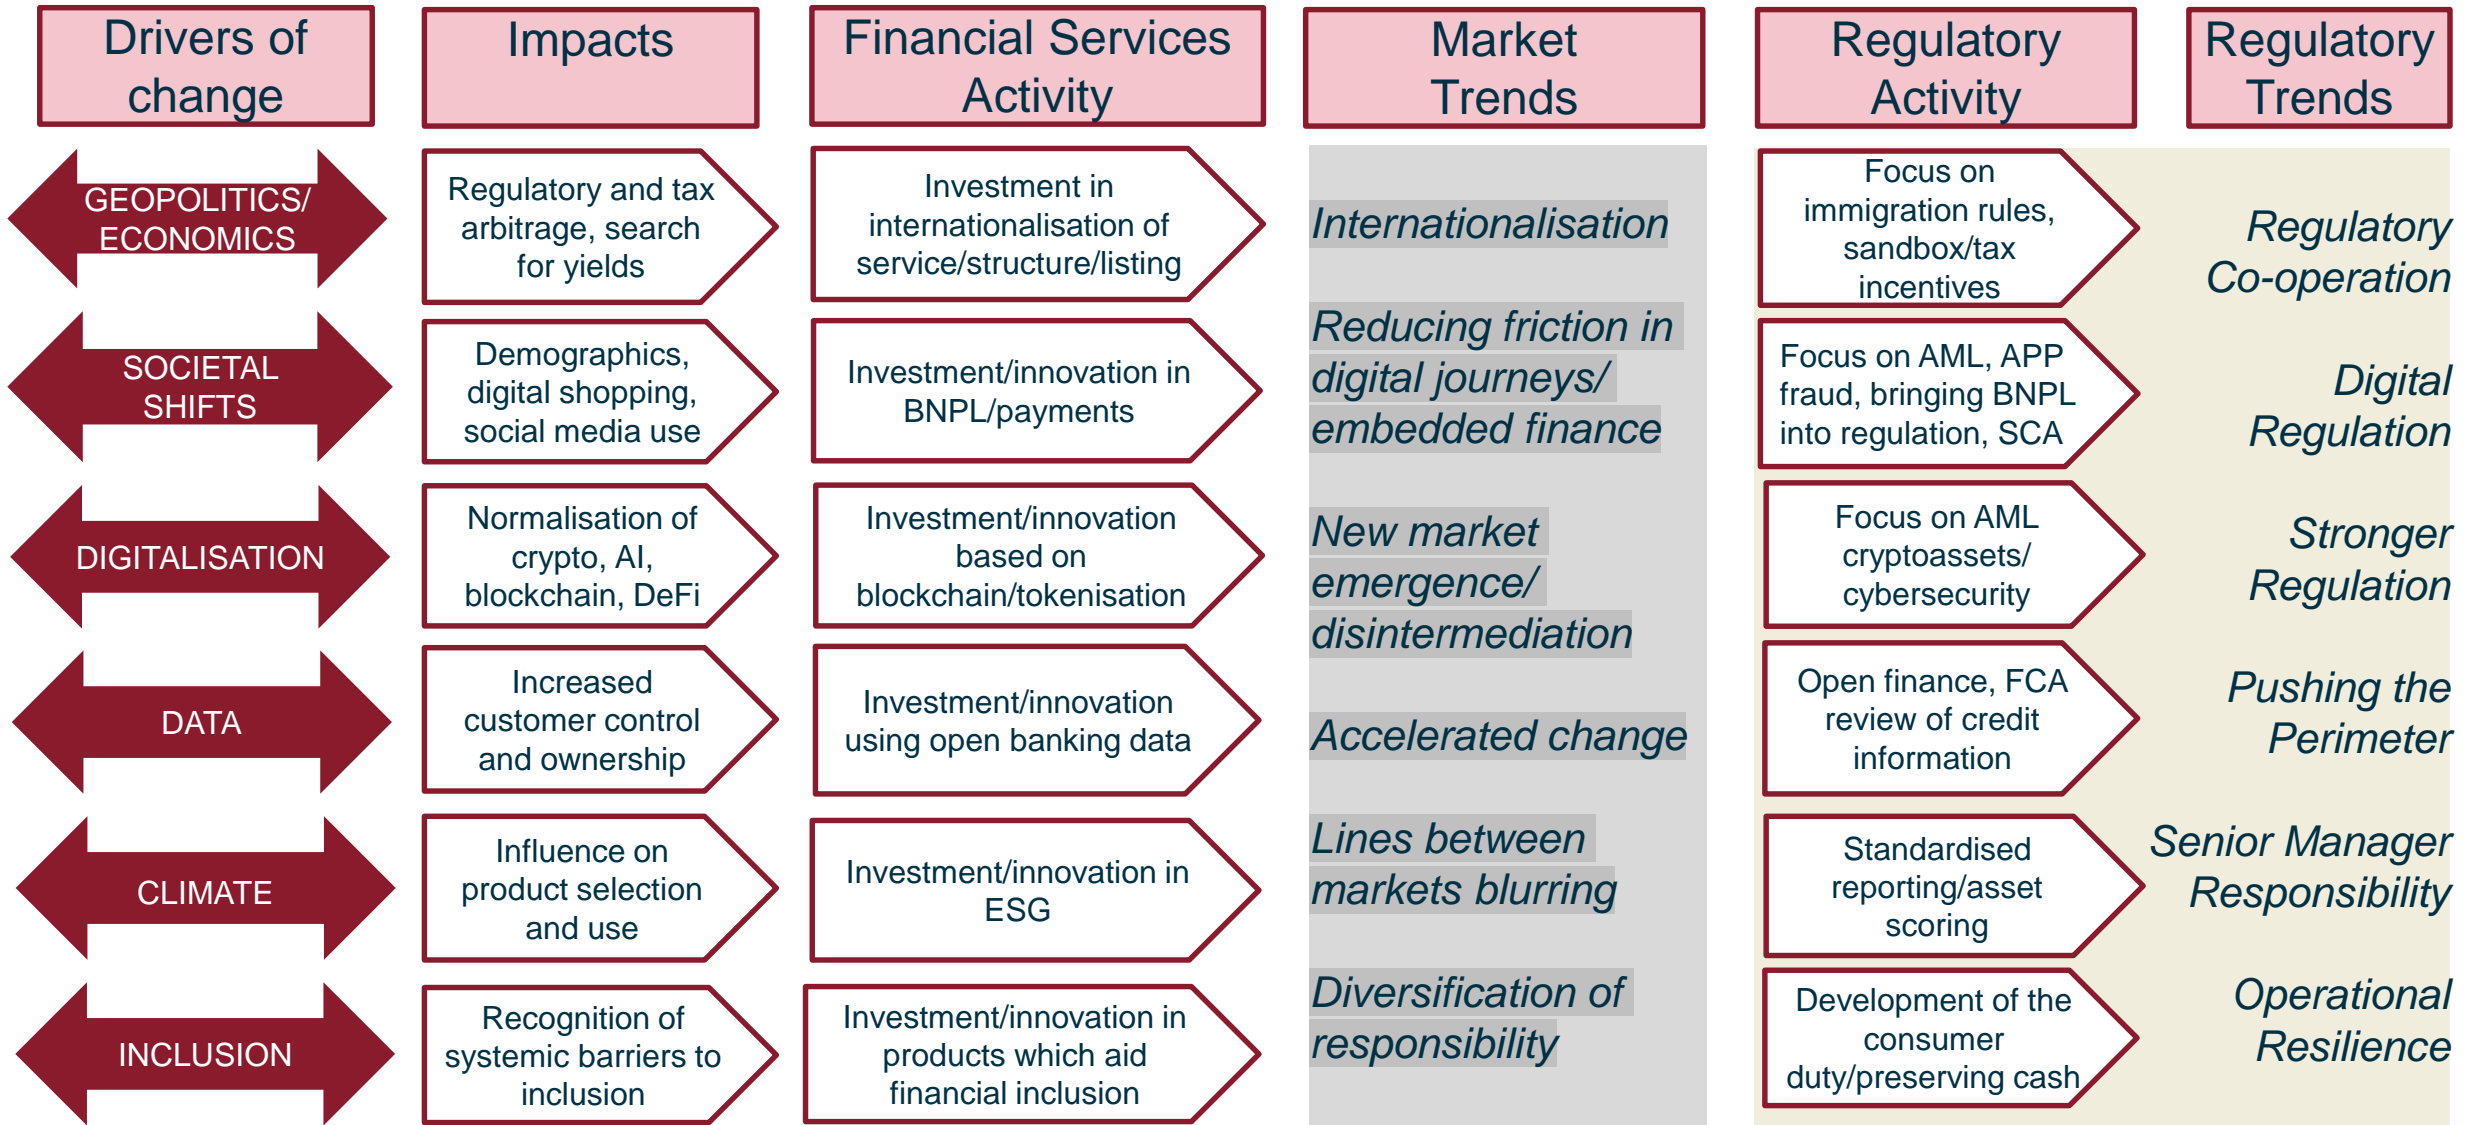 Drivers of
change
Impacts
Financial Services
Activity
Market
Trends
Regulatory
Activity
Regulatory
Trends
GEOPOLITICS/
ECONOMICS
Regulatory and tax
arbitrage, search
for yields
Investment in
internationalisation of
service/structure/listing
Internationalisation
Focus on
immigration rules,
sandbox/tax
incentives
Regulatory
Co-operation
SOCIETAL
SHIFTS
Demographics,
digital shopping,
social media use
Investment/innovation in
BNPL/payments
Reducing friction in
digital journeys/
embedded finance
Focus on AML, APP
fraud, bringing BNPL
into regulation, SCA
Digital
Regulation
DIGITALISATION
Normalisation of
crypto, AI,
blockchain, DeFi
Investment/innovation
based on
blockchain/tokenisation
New market
emergence/
disintermediation
Focus on AML
cryptoassets/
cybersecurity
Stronger
Regulation
DATA
Increased
customer control
and ownership
Investment/innovation
using open banking data
Accelerated change
Open finance, FCA
review of credit
information
Pushing the
Perimeter
CLIMATE
Influence on
product selection
and use
Investment/innovation in
ESG
Lines between
markets blurring
Standardised
reporting/asset
scoring
Senior Manager
Responsibility
INCLUSION
Recognition of
systemic barriers to
inclusion
Investment/innovation in
products which aid
financial inclusion
Diversification of
responsibility
Development of the
consumer
duty/preserving cash
Operational
Resilience